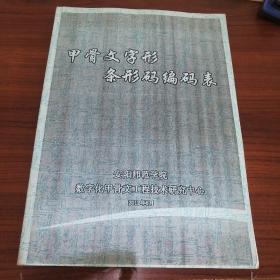 甲骨文字形
条形码编码表
安阳师范学院
数字化甲骨文工程技术研究中心